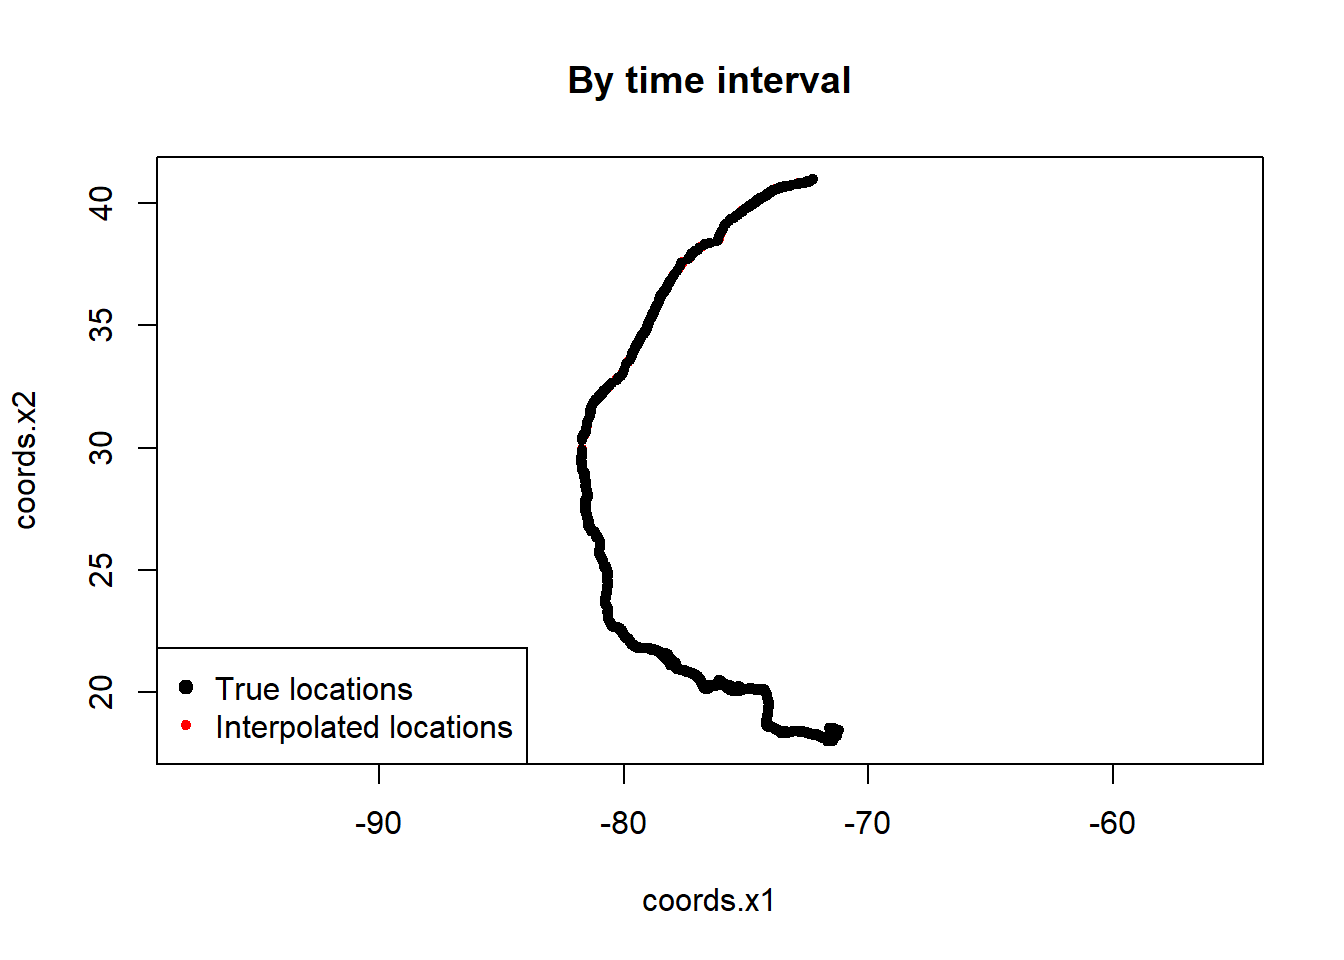 By time interval
coords.x2
40
35
30
25
20
True locations
Interpolated locations
-90 -80 -70 -60
coords.x1